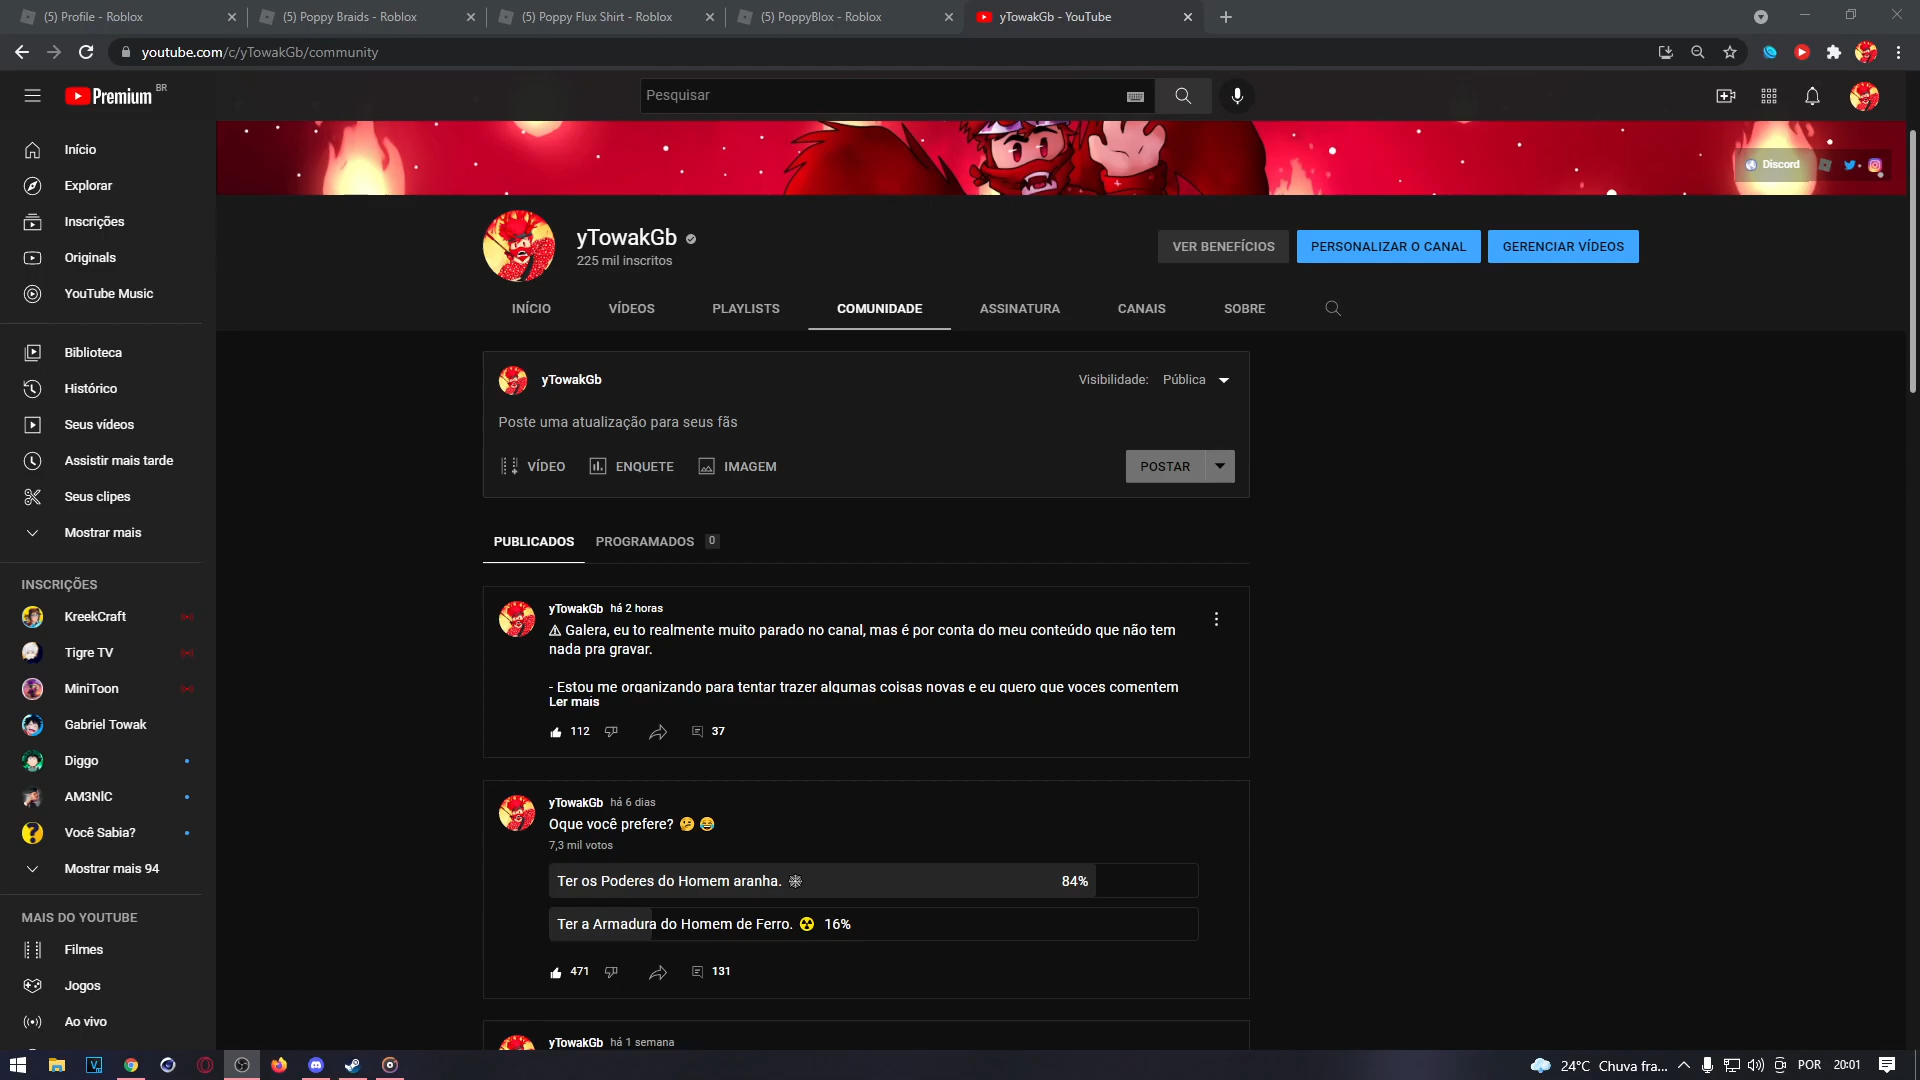 (5) Profile - Roblox
(5) Poppy Braids - Roblox
(5) Poppy Flux Shirt - Roblox
(5) PoppyBlox - Roblox
yTowakGb - YouTube
youtube.com/c/yTowakGb/community
Premium BR
Pesquisar
Início
Explorar
Inscrições
Originals
YouTube Music
Biblioteca
Histórico
Seus vídeos
Assistir mais tarde
Seus clipes
Mostrar mais
INSCRIÇÕES
KreekCraft
Tigre TV
MiniToon
Gabriel Towak
Diggo
AM3NlC
Você Sabia?
Mostrar mais 94
MAIS DO YOUTUBE
Filmes
Jogos
Ao vivo
Discord
yTowakGb
225 mil inscritos
VER BENEFÍCIOS
PERSONALIZAR O CANAL
GERENCIAR VÍDEOS
INÍCIO
VÍDEOS
PLAYLISTS
COMUNIDADE
ASSINATURA
CANAIS
SOBRE
yTowakGb
Visibilidade: Pública
Poste uma atualização para seus fãs
VÍDEO
ENQUETE
IMAGEM
POSTAR
PUBLICADOS
PROGRAMADOS 0
yTowakGb há 2 horas
⚠ Galera, eu to realmente muito parado no canal, mas é por conta do meu conteúdo que não tem
nada pra gravar.
- Estou me organizando para tentar trazer algumas coisas novas e eu quero que voces comentem
Ler mais
112
37
yTowakGb há 6 dias
Oque você prefere? 🤔 😂
7,3 mil votos
Ter os Poderes do Homem aranha. 🕸 84%
Ter a Armadura do Homem de Ferro. ☢ 16%
471
131
yTowakGb há 1 semana
24°C Chuva fra...
POR
20:01